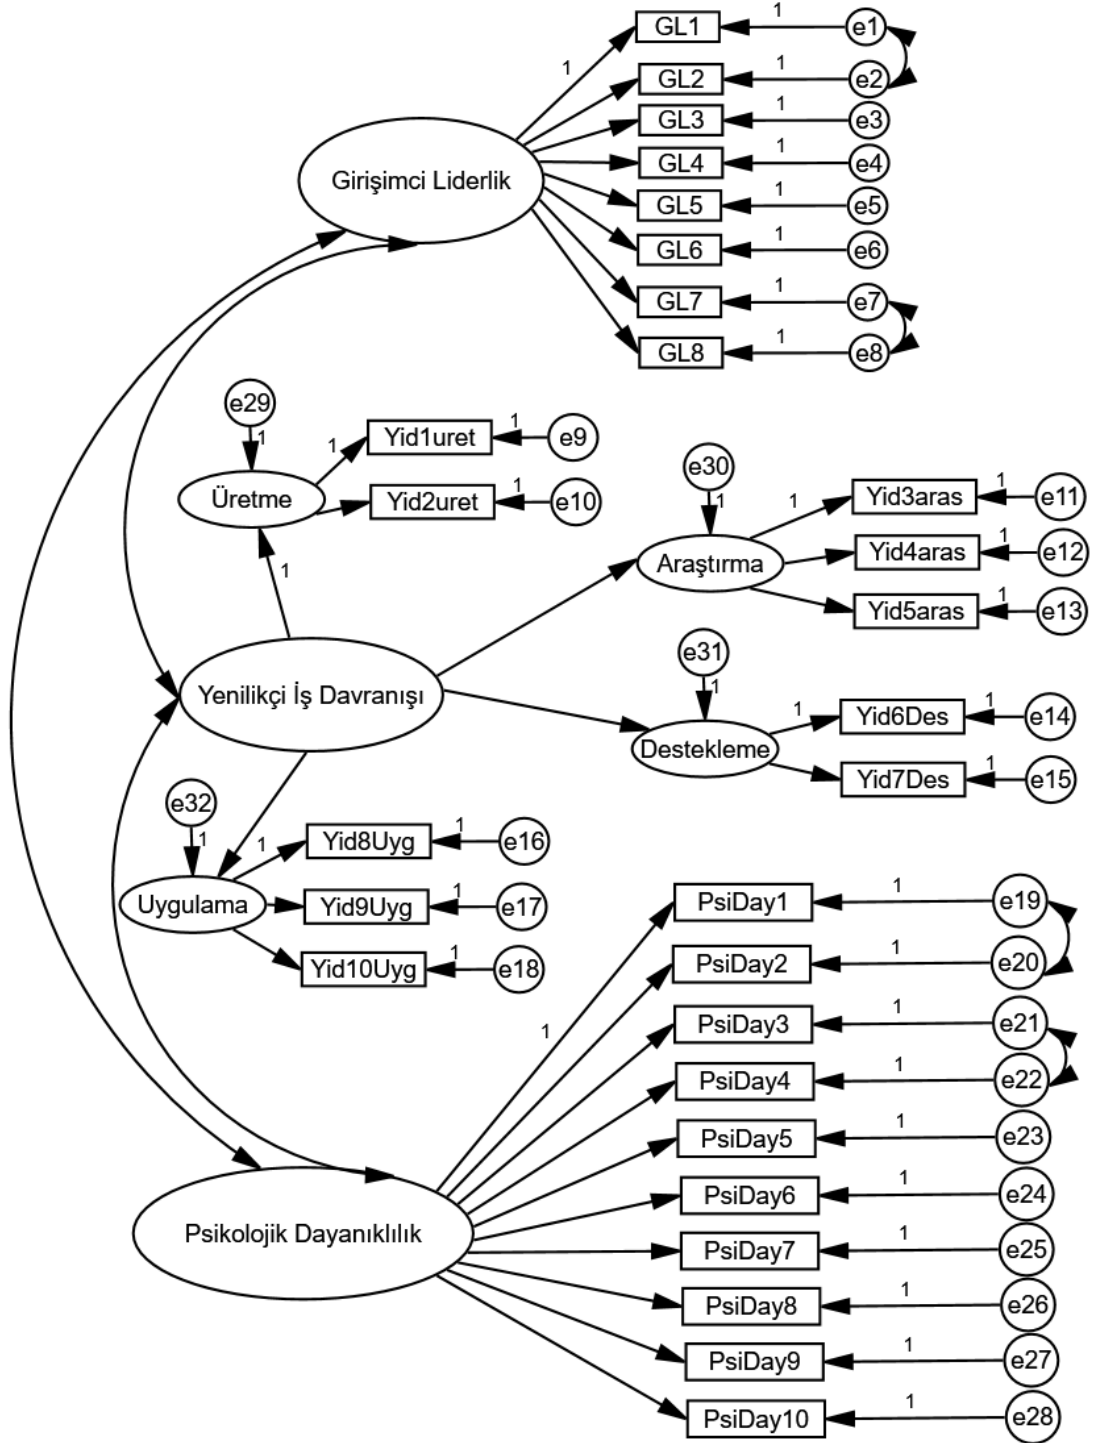 GL1 1 e1
1
GL2 1 e2
GL3 1 e3
Girişimci Liderlik
GL4 1 e4
GL5 1 e5
GL6 1 e6
GL7 1 e7
GL8 1 e8
e29
1
1 Yid1uret 1 e9
Üretme
Yid2uret 1 e10
1
e30
1
1 Yid3aras 1 e11
Araştırma
Yid4aras 1 e12
Yid5aras 1 e13
Yenilikçi İş Davranışı
e31
1
1 Yid6Des 1 e14
Destekleme
Yid7Des 1 e15
e32
1
1 Yid8Uyg 1 e16
Uygulama
Yid9Uyg 1 e17
Yid10Uyg 1 e18
PsiDay1 1 e19
PsiDay2 1 e20
1
PsiDay3 1 e21
PsiDay4 1 e22
PsiDay5 1 e23
PsiDay6 1 e24
Psikolojik Dayanıklılık
PsiDay7 1 e25
PsiDay8 1 e26
PsiDay9 1 e27
PsiDay10 1 e28